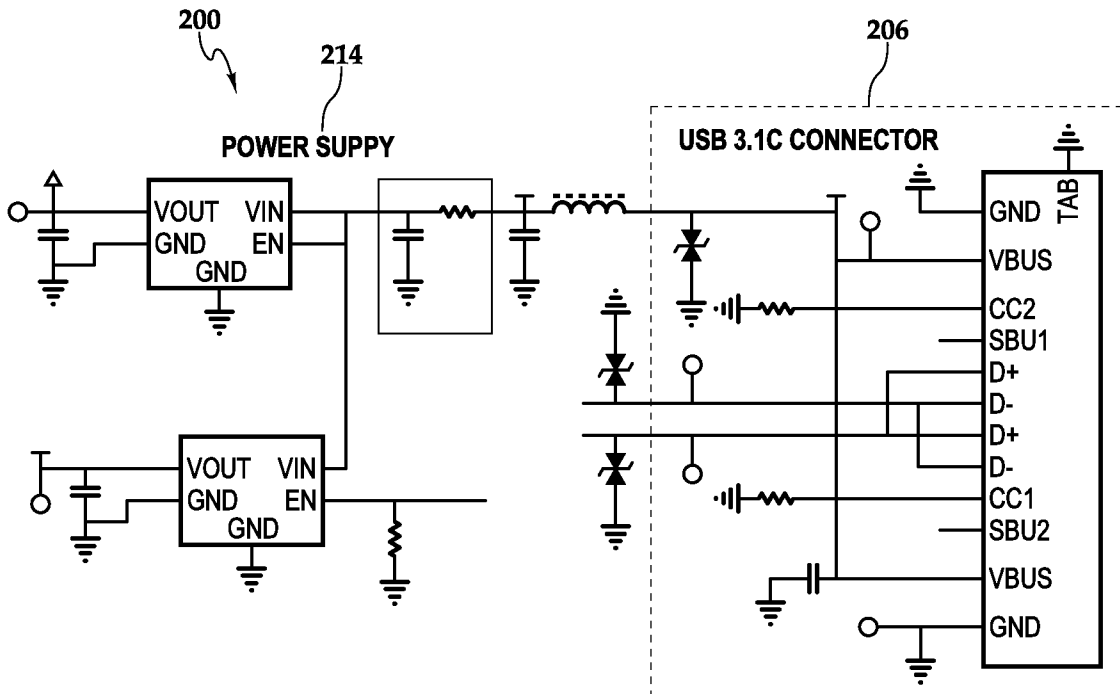 200
214
206
POWER SUPPLY
USB 3.1C CONNECTOR
VOUT VIN
GND EN
GND
VOUT VIN
GND EN
GND
TAB
GND
VBUS
CC2
SBU1
D+
D-
D+
D-
CC1
SBU2
VBUS
GND